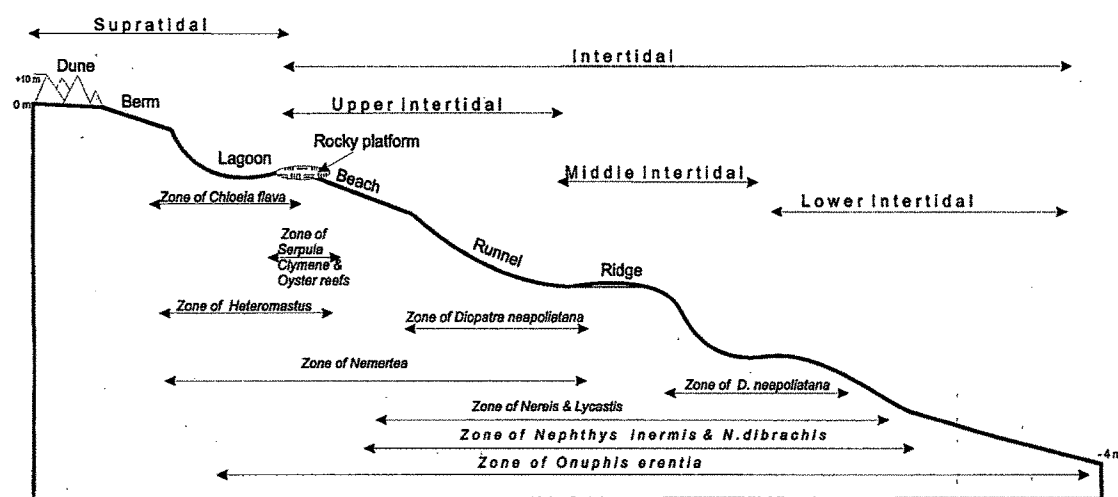 Supratidal
Intertidal
Dune
+10 m
0 m
Berm
Upper Intertidal
Rocky platform
Lagoon
Beach
Middle Intertidal
Zone of Chloeia flava
Lower Intertidal
Zone of
Serpula
Clymene &
Oyster reefs
Runnel
Ridge
Zone of Heteromastus
Zone of Diopatra neapolietana
Zone of Nemertea
Zone of D. neapolietana
Zone of Nereis & Lycastis
Zone of Nephthys inermis & N.dibrachis
Zone of Onuphis erentia
-4 m